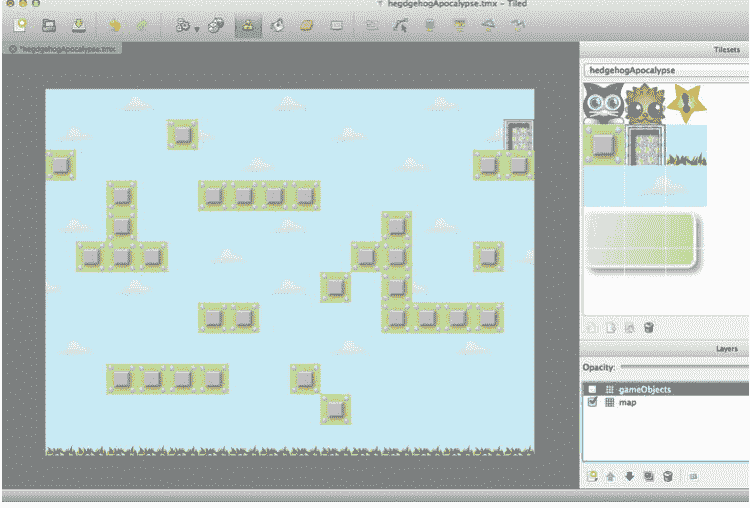 hegdgehogApocalypse.tmx – Tiled
*hegdgehogApocalypse.tmx
Tilesets
hedgehogApocalypse
Layers
Opacity:
gameObjects
map